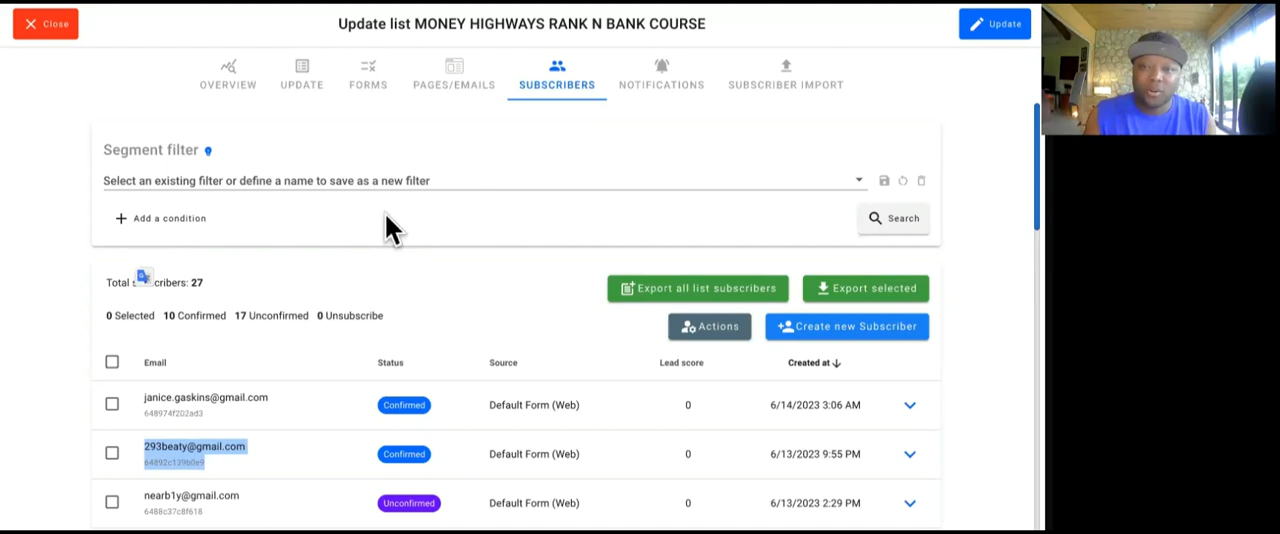 Close
Update list MONEY HIGHWAYS RANK N BANK COURSE
Update
OVERVIEW
UPDATE
FORMS
PAGES/EMAILS
SUBSCRIBERS
NOTIFICATIONS
SUBSCRIBER IMPORT
Segment filter
Select an existing filter or define a name to save as a new filter
Add a condition
Search
Total cribers: 27
Export all list subscribers
Export selected
0 Selected 10 Confirmed 17 Unconfirmed 0 Unsubscribe
Actions
Create new Subscriber
Email Status Source Lead score Created at
janice.gaskins@gmail.com
648974f202ad3
Confirmed Default Form (Web) 0 6/14/2023 3:06 AM
293beaty@gmail.com
64892c139b0e9
Confirmed Default Form (Web) 0 6/13/2023 9:55 PM
nearb1y@gmail.com
6488c37c8f618
Unconfirmed Default Form (Web) 0 6/13/2023 2:29 PM